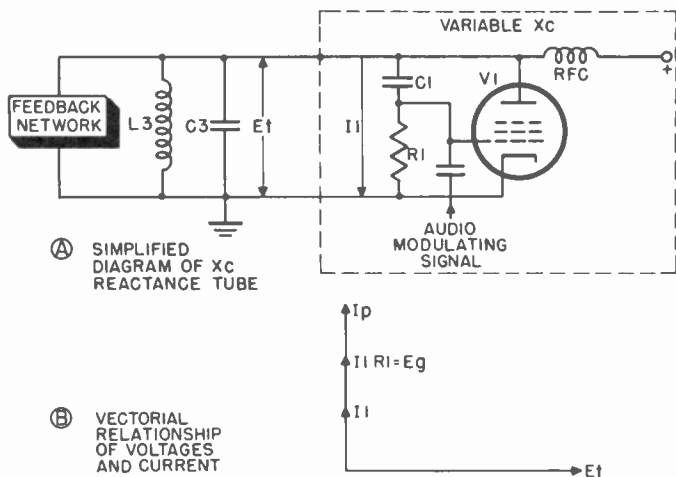 VARIABLE Xc
FEEDBACK
NETWORK
L3
C3
Et
I1
C1
R1
V1
RFC
+
AUDIO
MODULATING
SIGNAL
A SIMPLIFIED
DIAGRAM OF Xc
REACTANCE TUBE
Ip
I1 R1=Eg
I1
Et
B VECTORIAL
RELATIONSHIP
OF VOLTAGES
AND CURRENT